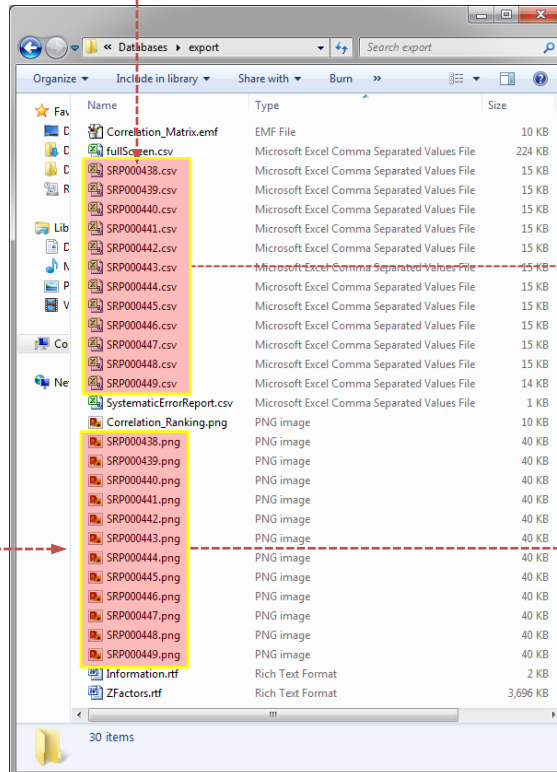 « Databases ▸ export Search export
Organize Include in library Share with Burn »
Name Type Size
Fav
Correlation_Matrix.emf EMF File 10 KB
fullScreen.csv Microsoft Excel Comma Separated Values File 224 KB
SRP000438.csv Microsoft Excel Comma Separated Values File 15 KB
SRP000439.csv Microsoft Excel Comma Separated Values File 15 KB
SRP000440.csv Microsoft Excel Comma Separated Values File 15 KB
Lib SRP000441.csv Microsoft Excel Comma Separated Values File 15 KB
SRP000442.csv Microsoft Excel Comma Separated Values File 15 KB
SRP000443.csv Microsoft Excel Comma Separated Values File 15 KB
SRP000444.csv Microsoft Excel Comma Separated Values File 15 KB
SRP000445.csv Microsoft Excel Comma Separated Values File 15 KB
SRP000446.csv Microsoft Excel Comma Separated Values File 15 KB
Co SRP000447.csv Microsoft Excel Comma Separated Values File 15 KB
SRP000448.csv Microsoft Excel Comma Separated Values File 15 KB
Ne SRP000449.csv Microsoft Excel Comma Separated Values File 14 KB
SystematicErrorReport.csv Microsoft Excel Comma Separated Values File 1 KB
Correlation_Ranking.png PNG image 10 KB
SRP000438.png PNG image 40 KB
SRP000439.png PNG image 40 KB
SRP000440.png PNG image 40 KB
SRP000441.png PNG image 40 KB
SRP000442.png PNG image 40 KB
SRP000443.png PNG image 40 KB
SRP000444.png PNG image 40 KB
SRP000445.png PNG image 40 KB
SRP000446.png PNG image 40 KB
SRP000447.png PNG image 40 KB
SRP000448.png PNG image 40 KB
SRP000449.png PNG image 40 KB
Information.rtf Rich Text Format 2 KB
ZFactors.rtf Rich Text Format 3,696 KB
30 items